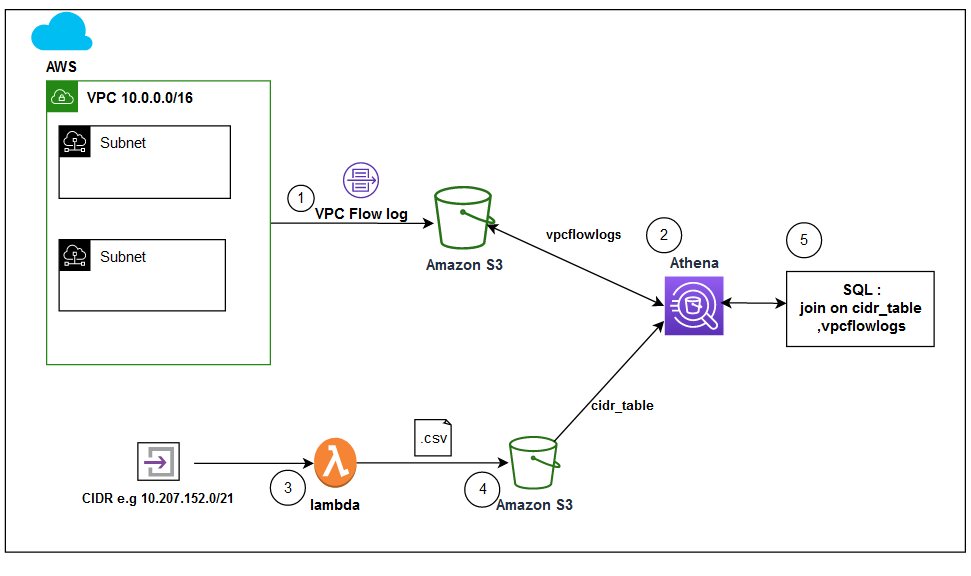 AWS
VPC 10.0.0.0/16
Subnet
Subnet
1
VPC Flow log
Amazon S3
vpcflowlogs
2
Athena
5
SQL :
join on cidr_table
,vpcflowlogs
cidr_table
.CSV
CIDR e.g 10.207.152.0/21
3
lambda
4
Amazon S3